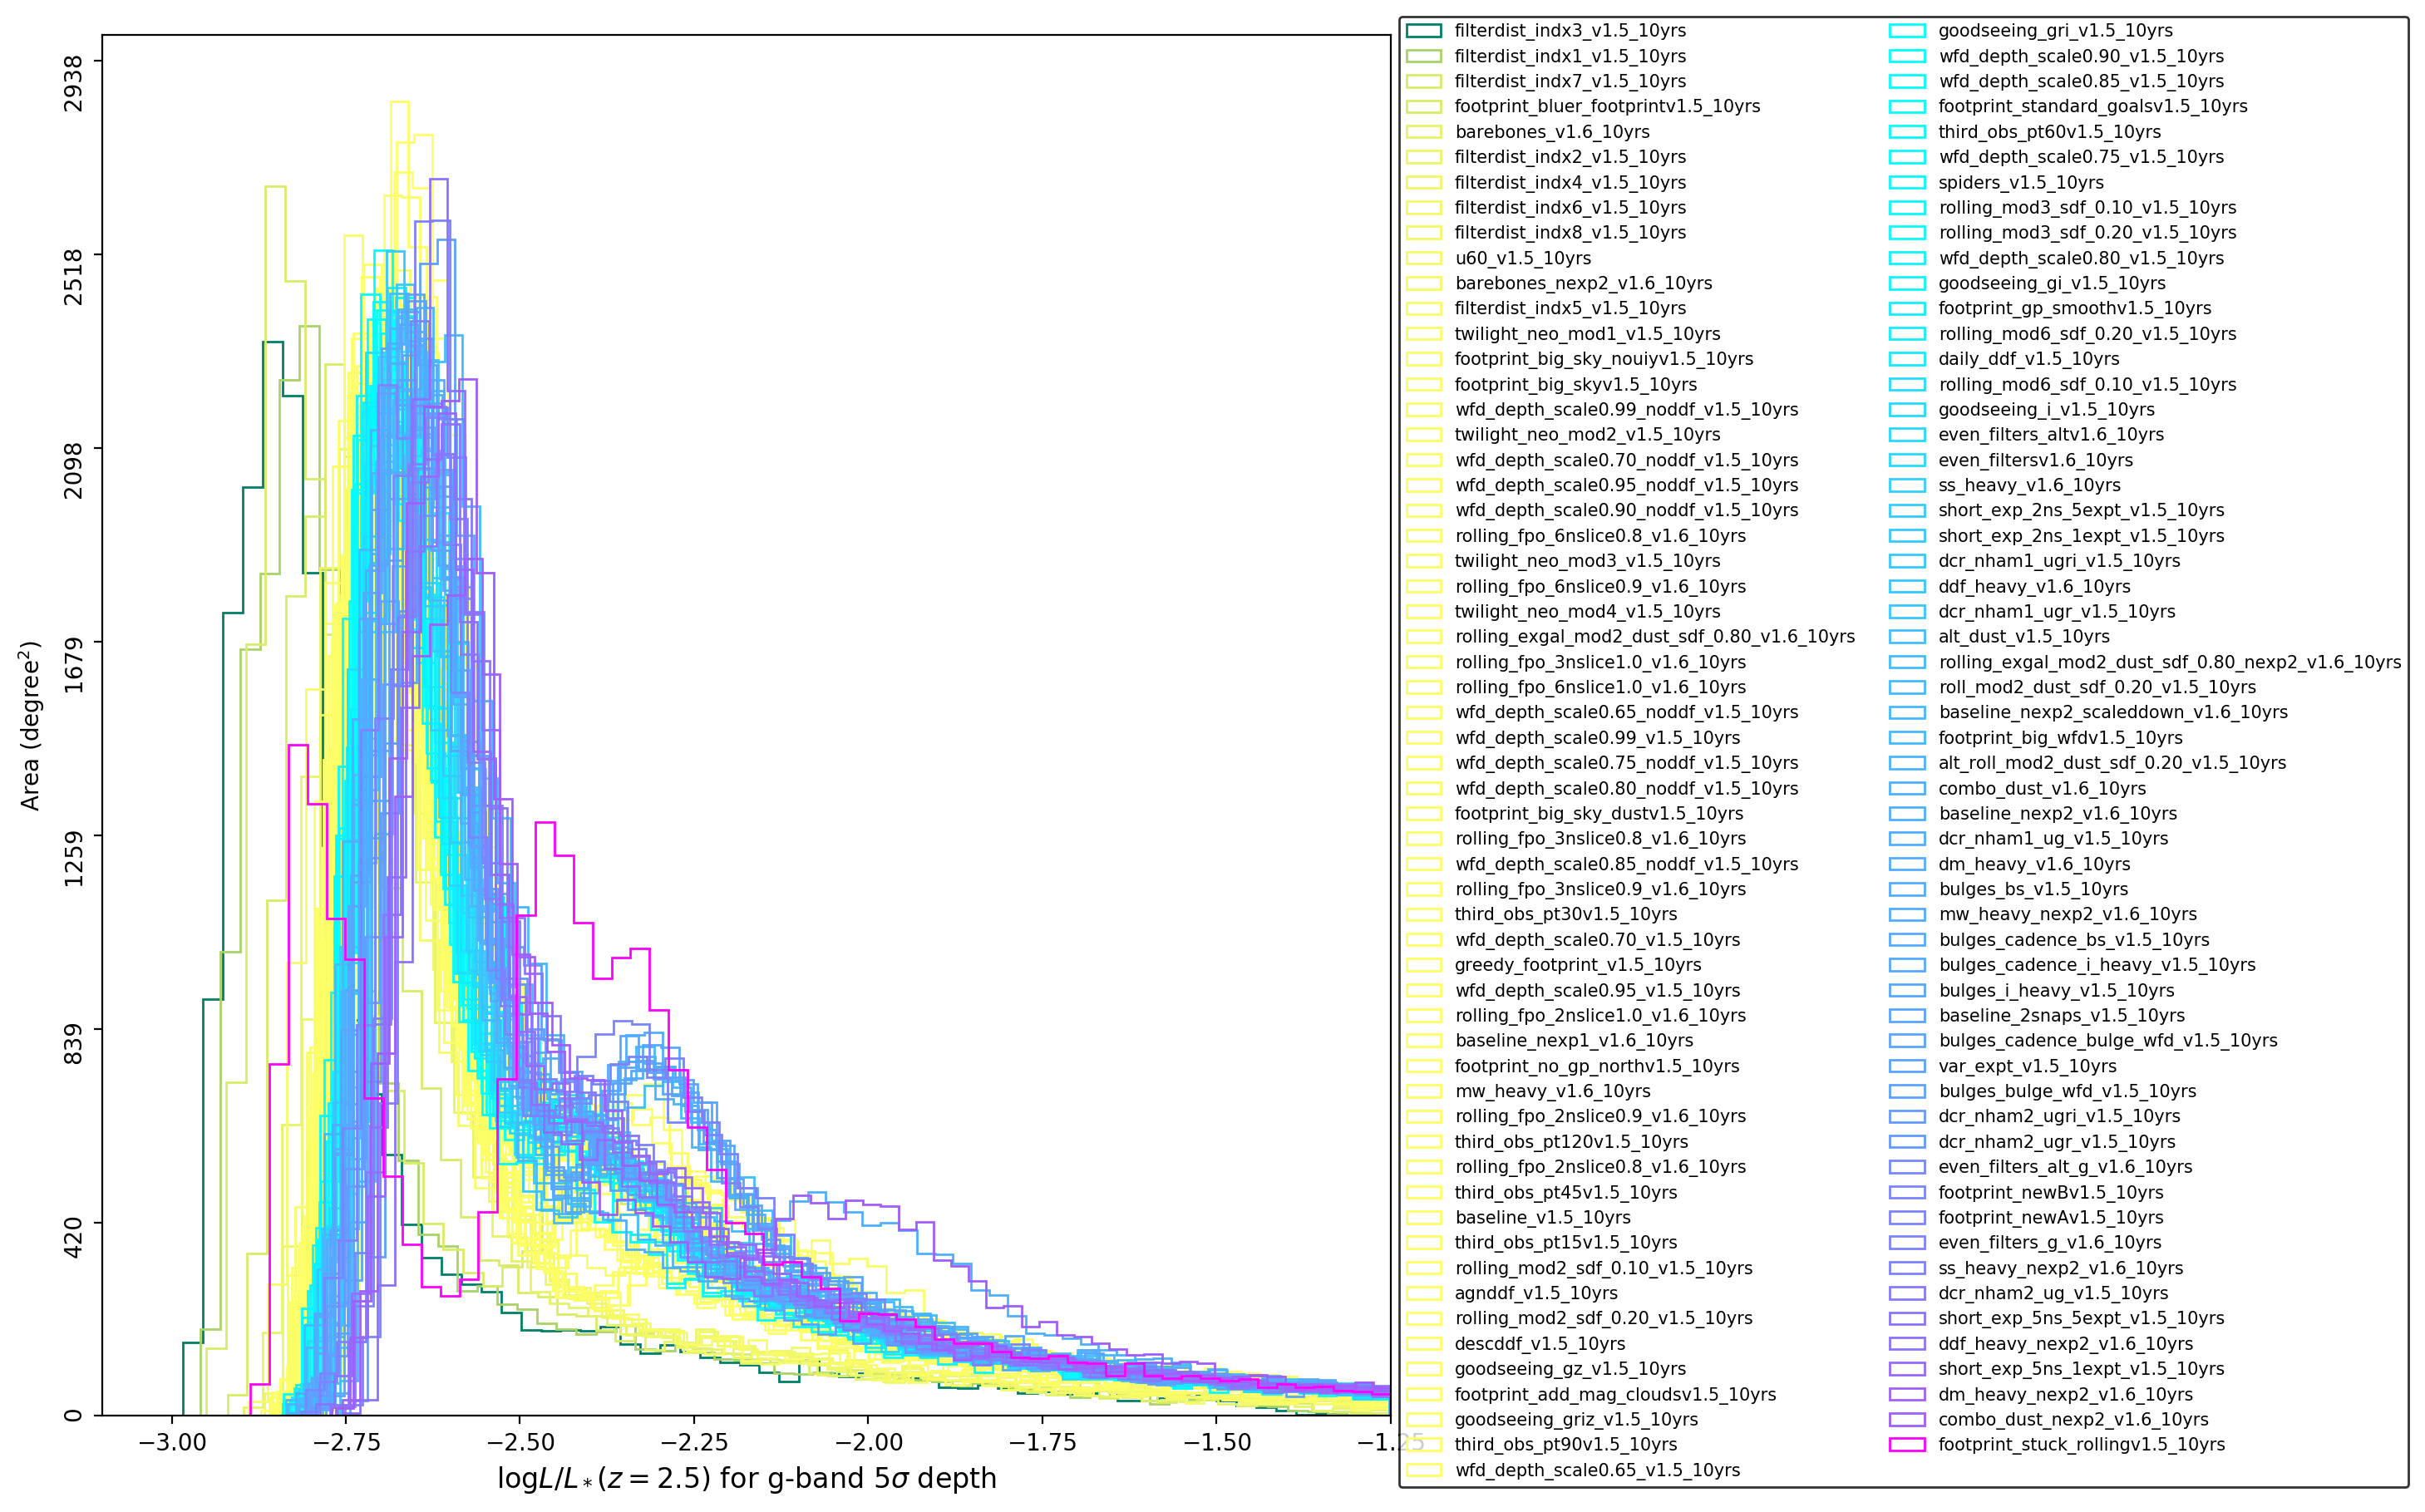 2938
2518
2098
1679
1259
839
420
0
Area (degree²)
−3.00 −2.75 −2.50 −2.25 −2.00 −1.75 −1.50 −1.25
logL/L*(z = 2.5) for g-band 5σ depth
filterdist_indx3_v1.5_10yrs
filterdist_indx1_v1.5_10yrs
filterdist_indx7_v1.5_10yrs
footprint_bluer_footprintv1.5_10yrs
barebones_v1.6_10yrs
filterdist_indx2_v1.5_10yrs
filterdist_indx4_v1.5_10yrs
filterdist_indx6_v1.5_10yrs
filterdist_indx8_v1.5_10yrs
u60_v1.5_10yrs
barebones_nexp2_v1.6_10yrs
filterdist_indx5_v1.5_10yrs
twilight_neo_mod1_v1.5_10yrs
footprint_big_sky_nouiyv1.5_10yrs
footprint_big_skyv1.5_10yrs
wfd_depth_scale0.99_noddf_v1.5_10yrs
twilight_neo_mod2_v1.5_10yrs
wfd_depth_scale0.70_noddf_v1.5_10yrs
wfd_depth_scale0.95_noddf_v1.5_10yrs
wfd_depth_scale0.90_noddf_v1.5_10yrs
rolling_fpo_6nslice0.8_v1.6_10yrs
twilight_neo_mod3_v1.5_10yrs
rolling_fpo_6nslice0.9_v1.6_10yrs
twilight_neo_mod4_v1.5_10yrs
rolling_exgal_mod2_dust_sdf_0.80_v1.6_10yrs
rolling_fpo_3nslice1.0_v1.6_10yrs
rolling_fpo_6nslice1.0_v1.6_10yrs
wfd_depth_scale0.65_noddf_v1.5_10yrs
wfd_depth_scale0.99_v1.5_10yrs
wfd_depth_scale0.75_noddf_v1.5_10yrs
wfd_depth_scale0.80_noddf_v1.5_10yrs
footprint_big_sky_dustv1.5_10yrs
rolling_fpo_3nslice0.8_v1.6_10yrs
wfd_depth_scale0.85_noddf_v1.5_10yrs
rolling_fpo_3nslice0.9_v1.6_10yrs
third_obs_pt30v1.5_10yrs
wfd_depth_scale0.70_v1.5_10yrs
greedy_footprint_v1.5_10yrs
wfd_depth_scale0.95_v1.5_10yrs
rolling_fpo_2nslice1.0_v1.6_10yrs
baseline_nexp1_v1.6_10yrs
footprint_no_gp_northv1.5_10yrs
mw_heavy_v1.6_10yrs
rolling_fpo_2nslice0.9_v1.6_10yrs
third_obs_pt120v1.5_10yrs
rolling_fpo_2nslice0.8_v1.6_10yrs
third_obs_pt45v1.5_10yrs
baseline_v1.5_10yrs
third_obs_pt15v1.5_10yrs
rolling_mod2_sdf_0.10_v1.5_10yrs
agnddf_v1.5_10yrs
rolling_mod2_sdf_0.20_v1.5_10yrs
descddf_v1.5_10yrs
goodseeing_gz_v1.5_10yrs
footprint_add_mag_cloudsv1.5_10yrs
goodseeing_griz_v1.5_10yrs
third_obs_pt90v1.5_10yrs
wfd_depth_scale0.65_v1.5_10yrs
goodseeing_gri_v1.5_10yrs
wfd_depth_scale0.90_v1.5_10yrs
wfd_depth_scale0.85_v1.5_10yrs
footprint_standard_goalsv1.5_10yrs
third_obs_pt60v1.5_10yrs
wfd_depth_scale0.75_v1.5_10yrs
spiders_v1.5_10yrs
rolling_mod3_sdf_0.10_v1.5_10yrs
rolling_mod3_sdf_0.20_v1.5_10yrs
wfd_depth_scale0.80_v1.5_10yrs
goodseeing_gi_v1.5_10yrs
footprint_gp_smoothv1.5_10yrs
rolling_mod6_sdf_0.20_v1.5_10yrs
daily_ddf_v1.5_10yrs
rolling_mod6_sdf_0.10_v1.5_10yrs
goodseeing_i_v1.5_10yrs
even_filters_altv1.6_10yrs
even_filtersv1.6_10yrs
ss_heavy_v1.6_10yrs
short_exp_2ns_5expt_v1.5_10yrs
short_exp_2ns_1expt_v1.5_10yrs
dcr_nham1_ugri_v1.5_10yrs
ddf_heavy_v1.6_10yrs
dcr_nham1_ugr_v1.5_10yrs
alt_dust_v1.5_10yrs
rolling_exgal_mod2_dust_sdf_0.80_nexp2_v1.6_10yrs
roll_mod2_dust_sdf_0.20_v1.5_10yrs
baseline_nexp2_scaleddown_v1.6_10yrs
footprint_big_wfdv1.5_10yrs
alt_roll_mod2_dust_sdf_0.20_v1.5_10yrs
combo_dust_v1.6_10yrs
baseline_nexp2_v1.6_10yrs
dcr_nham1_ug_v1.5_10yrs
dm_heavy_v1.6_10yrs
bulges_bs_v1.5_10yrs
mw_heavy_nexp2_v1.6_10yrs
bulges_cadence_bs_v1.5_10yrs
bulges_cadence_i_heavy_v1.5_10yrs
bulges_i_heavy_v1.5_10yrs
baseline_2snaps_v1.5_10yrs
bulges_cadence_bulge_wfd_v1.5_10yrs
var_expt_v1.5_10yrs
bulges_bulge_wfd_v1.5_10yrs
dcr_nham2_ugri_v1.5_10yrs
dcr_nham2_ugr_v1.5_10yrs
even_filters_alt_g_v1.6_10yrs
footprint_newBv1.5_10yrs
footprint_newAv1.5_10yrs
even_filters_g_v1.6_10yrs
ss_heavy_nexp2_v1.6_10yrs
dcr_nham2_ug_v1.5_10yrs
short_exp_5ns_5expt_v1.5_10yrs
ddf_heavy_nexp2_v1.6_10yrs
short_exp_5ns_1expt_v1.5_10yrs
dm_heavy_nexp2_v1.6_10yrs
combo_dust_nexp2_v1.6_10yrs
footprint_stuck_rollingv1.5_10yrs